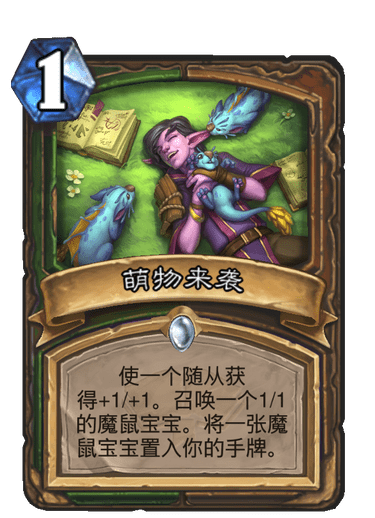 1
萌物来袭
使一个随从获
得+1/+1。召唤一个1/1
的魔鼠宝宝。将一张魔
鼠宝宝置入你的手牌。